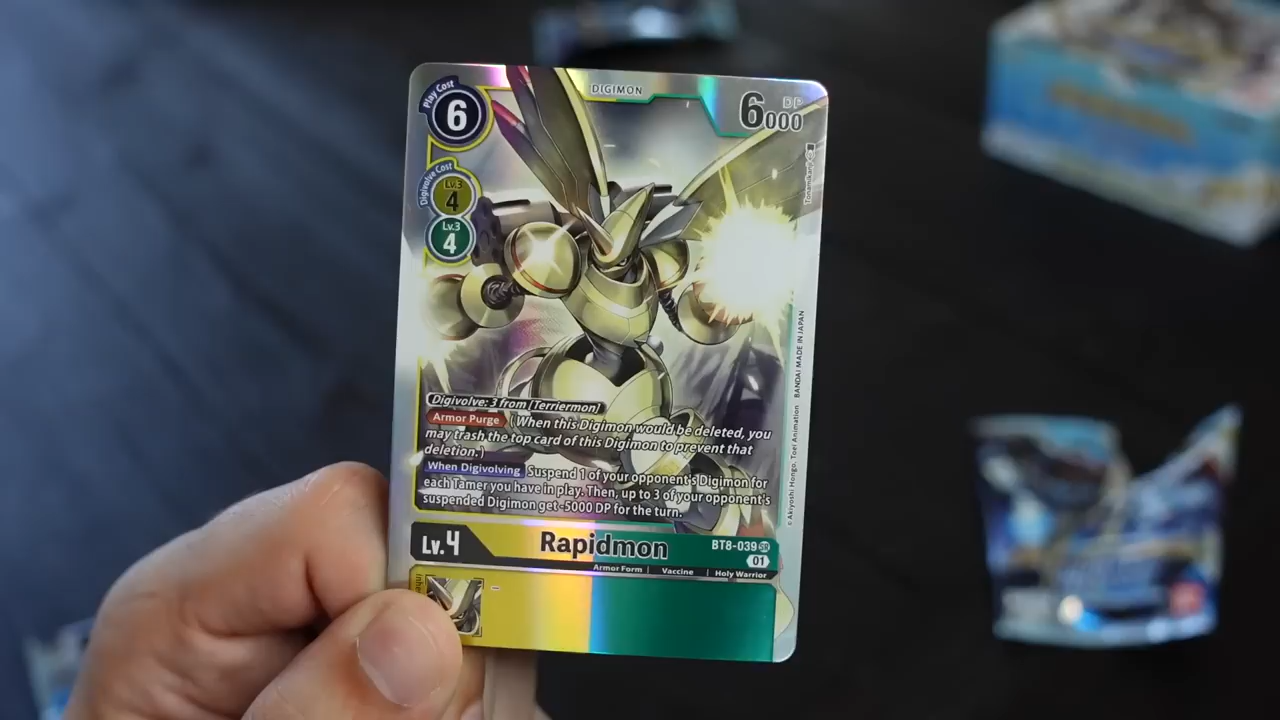 Play Cost
6
DIGIMON
DP
6000
Digivolve Cost
Lv.3
4
Lv.3
4
Digivolve: 3 from [Terriermon]
Armor Purge (When this Digimon would be deleted, you
may trash the top card of this Digimon to prevent that
deletion.)
When Digivolving Suspend 1 of your opponent's Digimon for
each Tamer you have in play. Then, up to 3 of your opponent's
suspended Digimon get -5000 DP for the turn.
Lv.4
Rapidmon
BT8-039 SR
01
Armor Form | Vaccine | Holy Warrior
–
© Akiyoshi Hongo, Toei Animation BANDAI MADE IN JAPAN